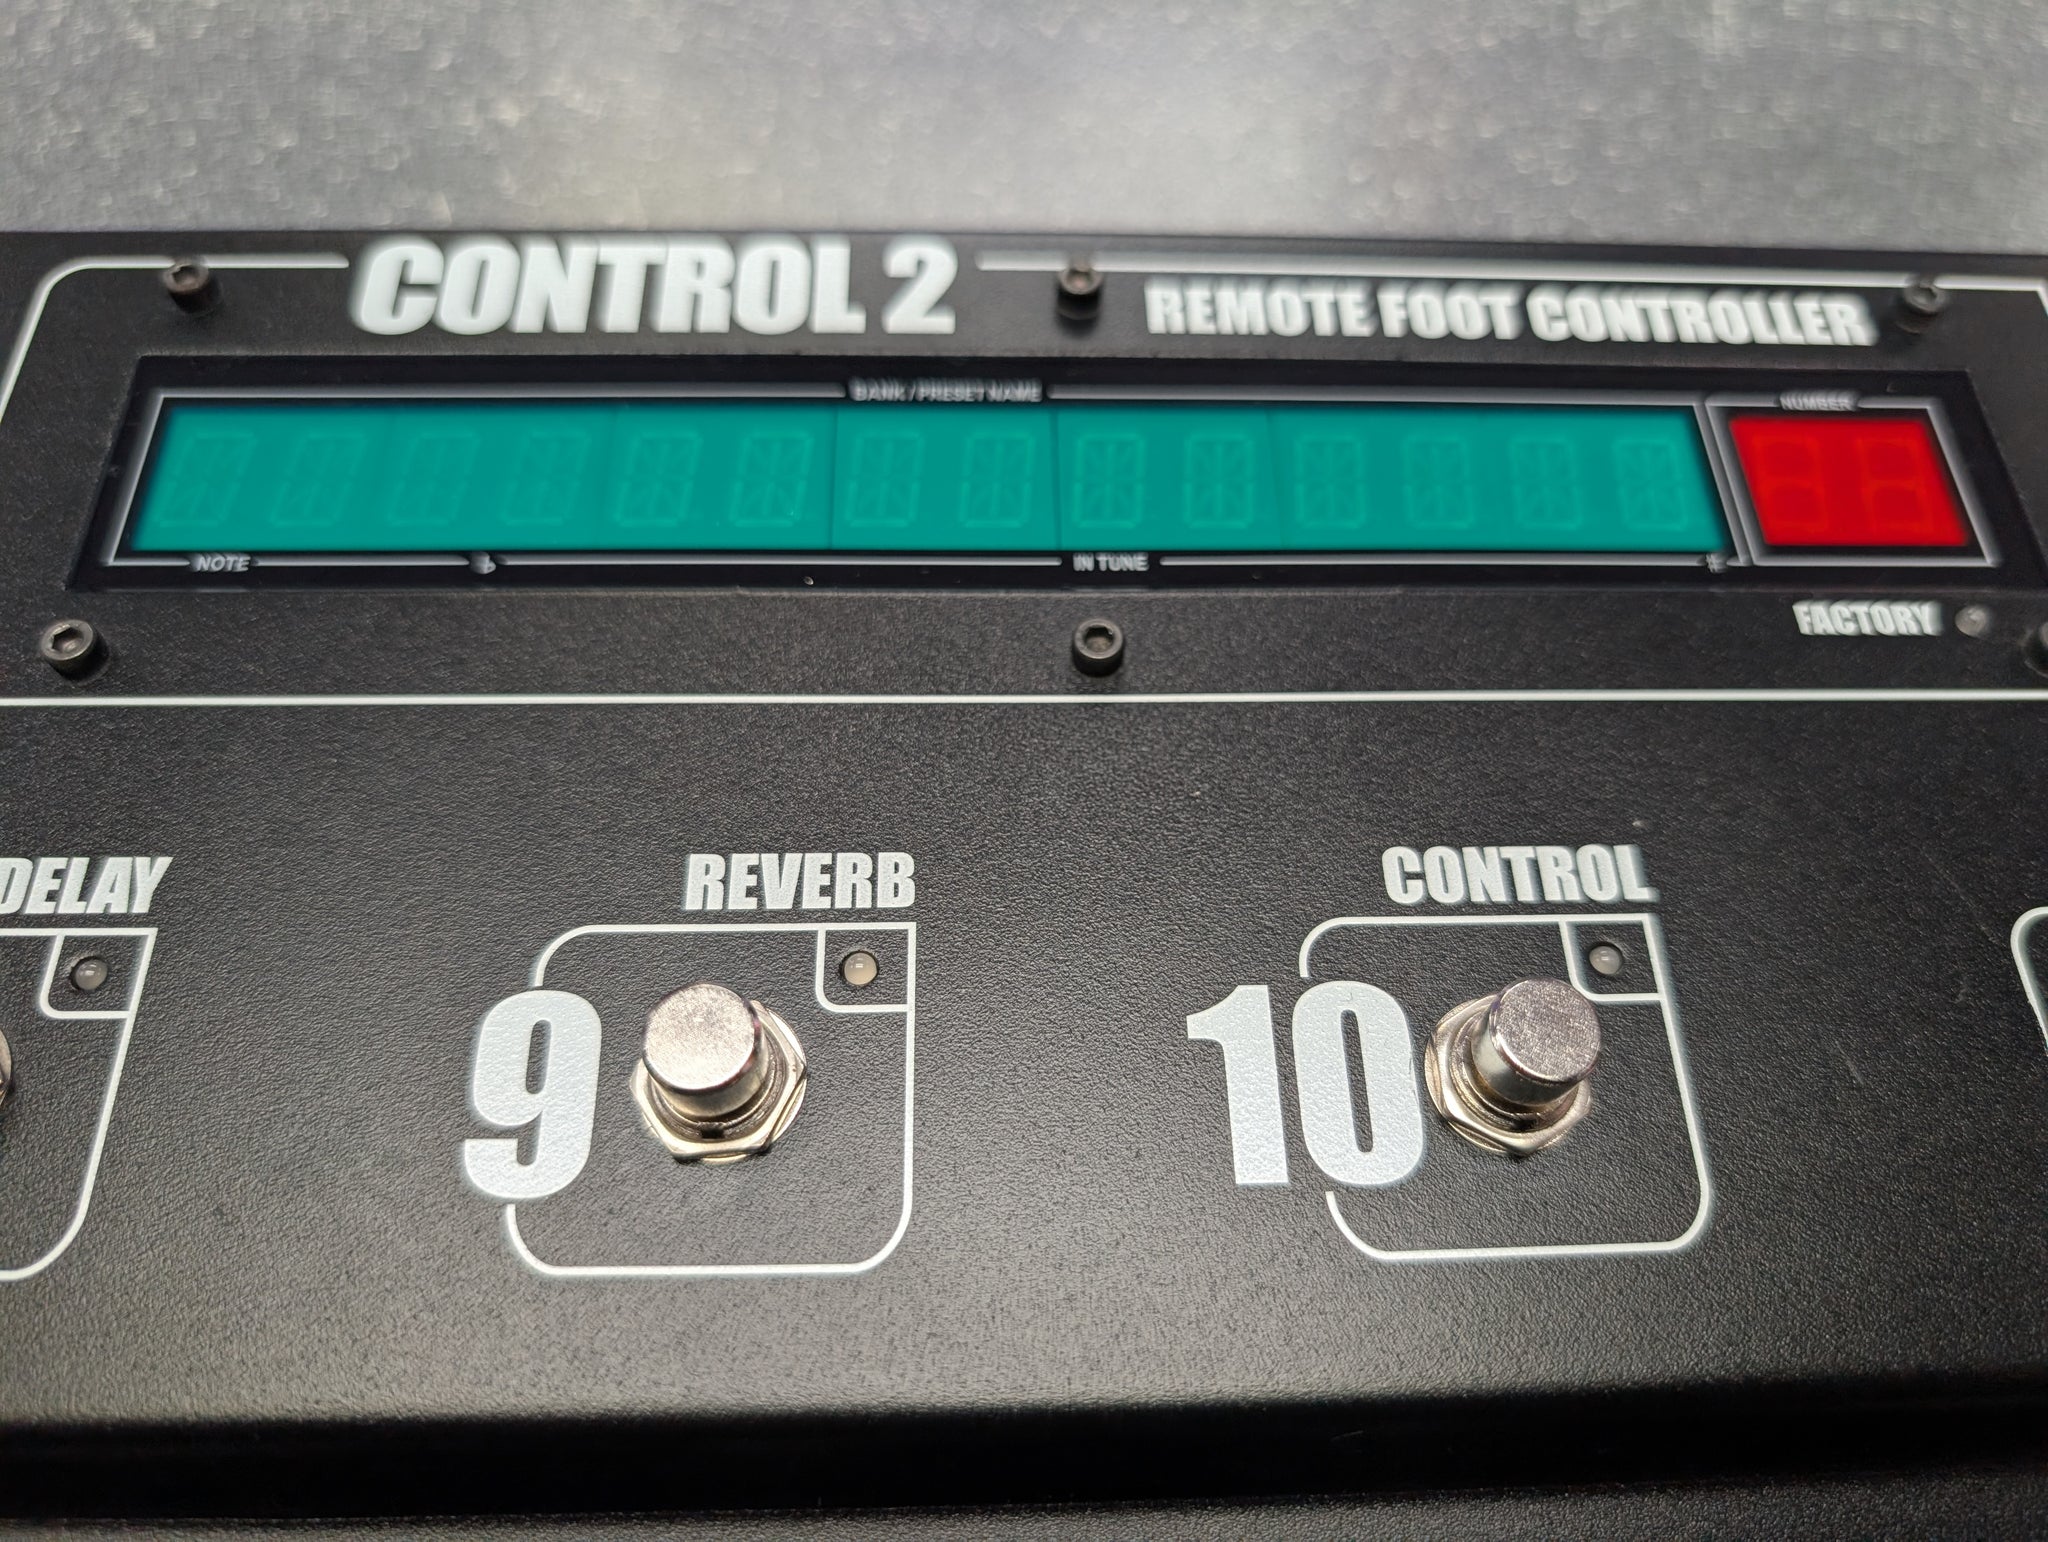 CONTROL 2
REMOTE FOOT CONTROLLER
BANK / PRESET NAME
NUMBER
NOTE
♭
IN TUNE
#
FACTORY
DELAY
REVERB
CONTROL
9
10